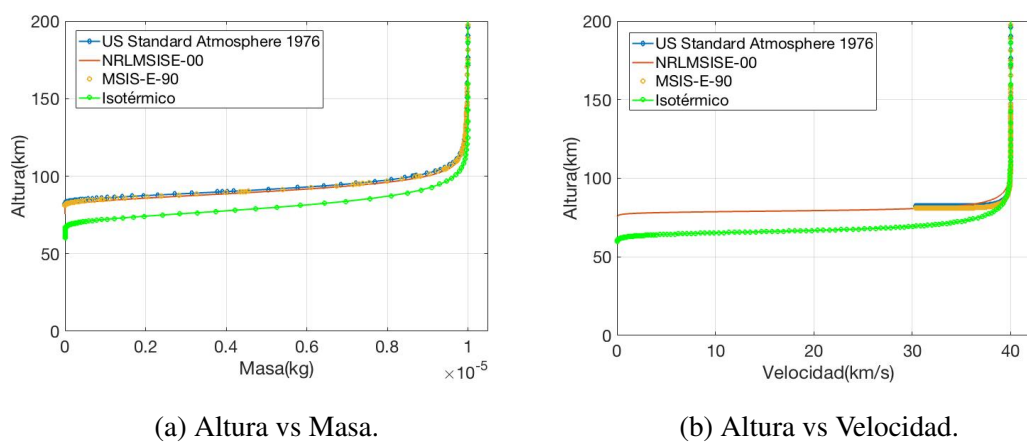 200
150
100
50
0
Altura(km)
US Standard Atmosphere 1976
NRLMSISE-00
MSIS-E-90
Isotérmico
0
0.2
0.4
0.6
0.8
1
Masa(kg)
×10⁻⁵
(a) Altura vs Masa.
200
150
100
50
0
Altura(km)
US Standard Atmosphere 1976
NRLMSISE-00
MSIS-E-90
Isotérmico
0
10
20
30
40
Velocidad(km/s)
(b) Altura vs Velocidad.